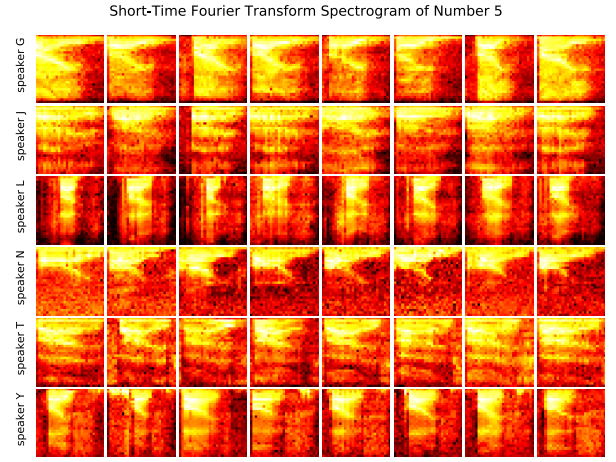 Short-Time Fourier Transform Spectrogram of Number 5
speaker G
speaker J
speaker L
speaker N
speaker T
speaker Y